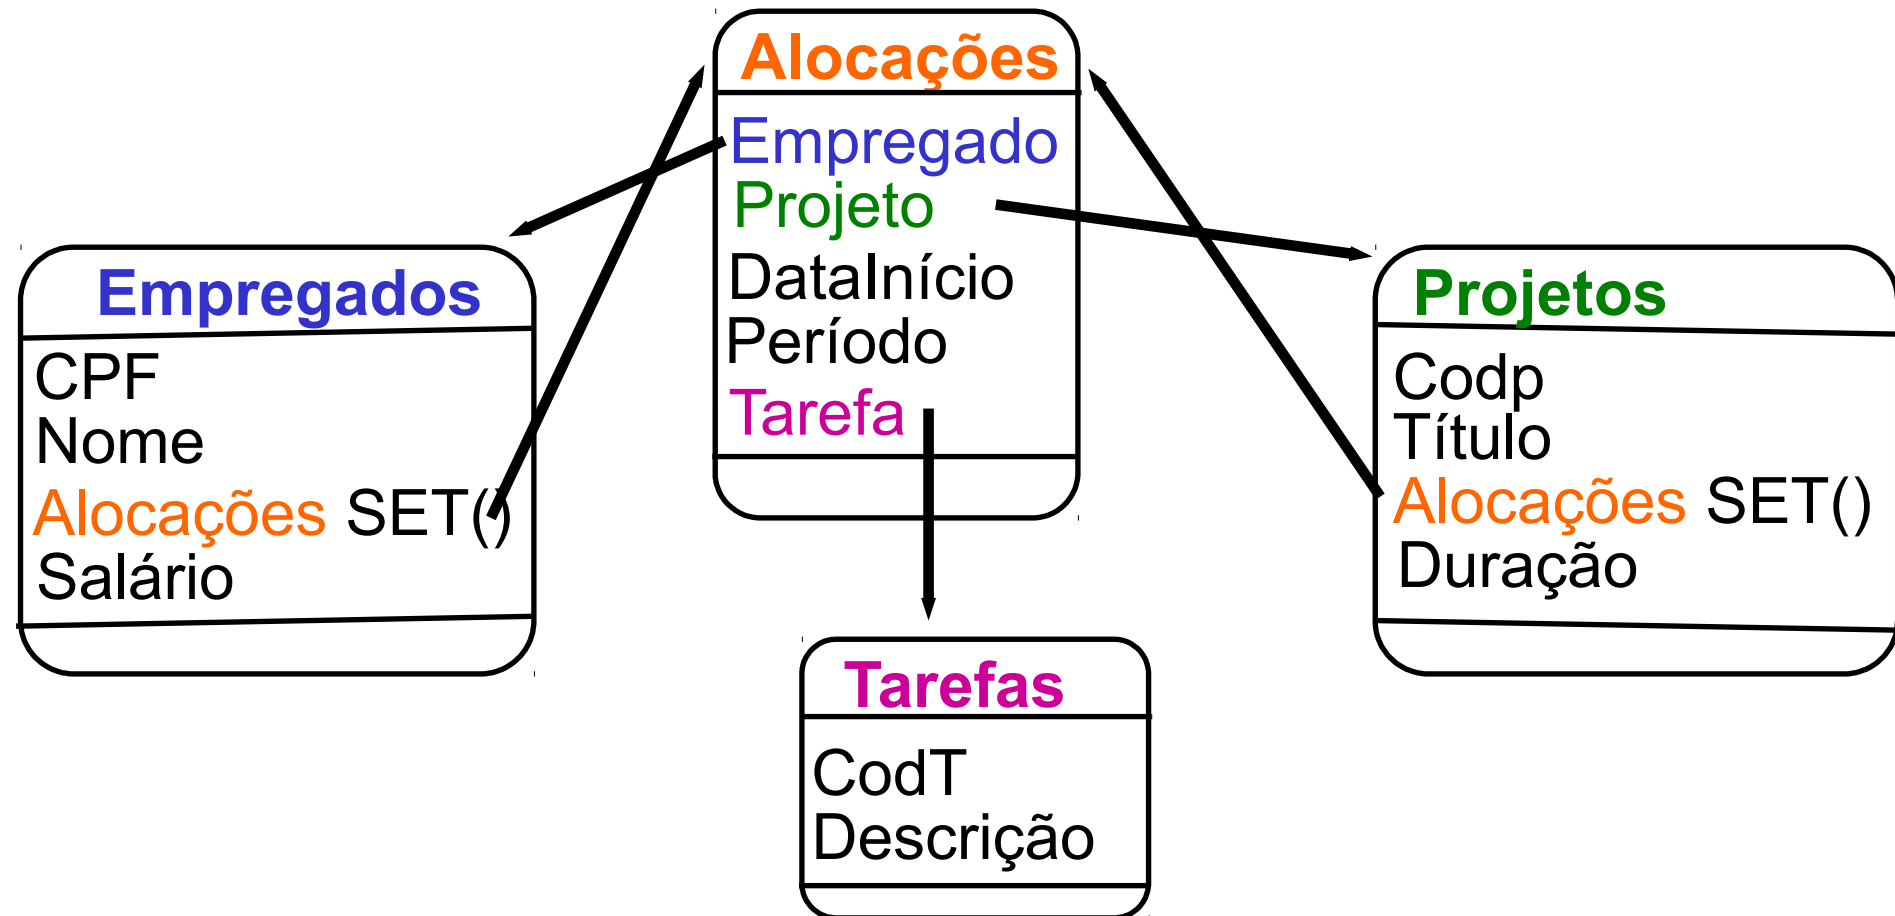 Alocações
Empregado
Projeto
DataInício
Período
Tarefa
Empregados
CPF
Nome
Alocações SET()
Salário
Projetos
Codp
Título
Alocações SET()
Duração
Tarefas
CodT
Descrição